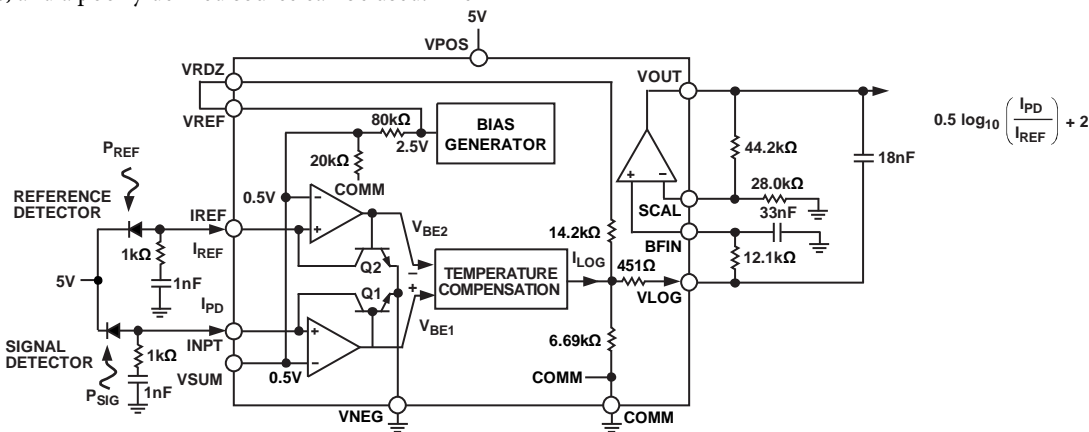 5V
VPOS
VRDZ
VOUT
VREF
80kΩ
BIAS
GENERATOR
0.5 log10 ( IPD / IREF ) + 2
PREF
2.5V
20kΩ
44.2kΩ
18nF
REFERENCE
DETECTOR
COMM
28.0kΩ
0.5V
SCAL
33nF
IREF
IREF
VBE2
14.2kΩ
BFIN
12.1kΩ
1kΩ
Q2
TEMPERATURE
COMPENSATION
ILOG
451Ω
VLOG
5V
1nF
Q1
IPD
VBE1
INPT
6.69kΩ
SIGNAL
DETECTOR
1kΩ
VSUM
0.5V
COMM
PSIG
1nF
VNEG
COMM